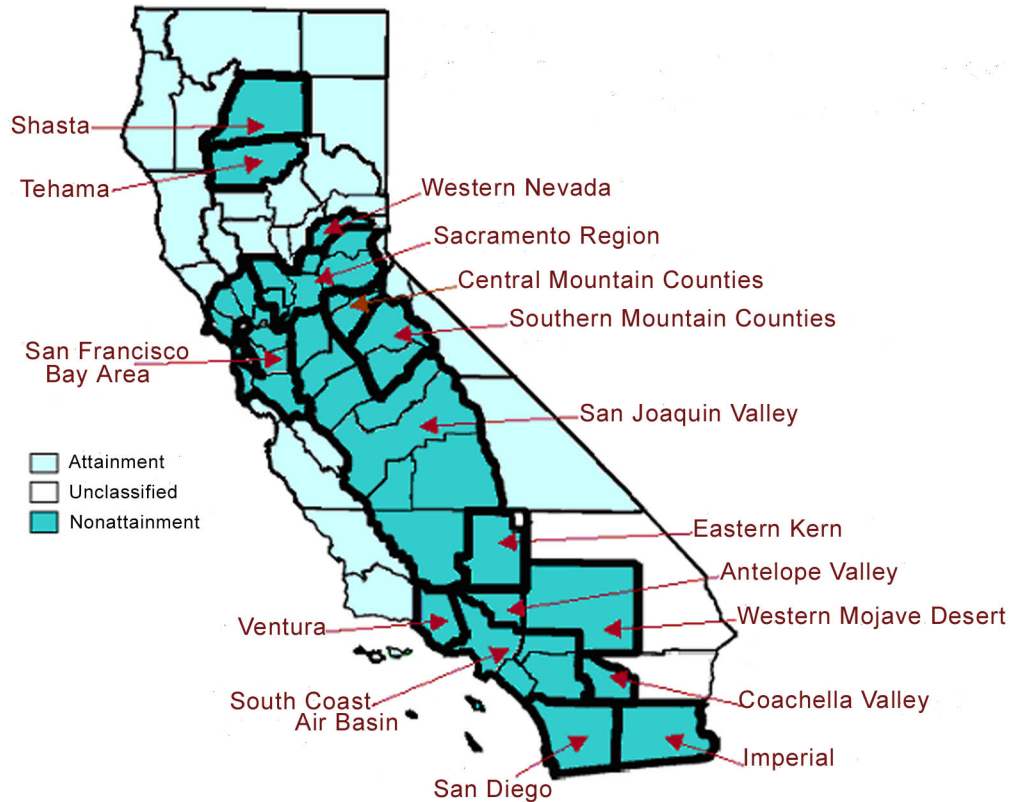 Shasta
Tehama
Western Nevada
Sacramento Region
Central Mountain Counties
Southern Mountain Counties
San Francisco
Bay Area
San Joaquin Valley
Attainment
Unclassified
Nonattainment
Eastern Kern
Antelope Valley
Western Mojave Desert
Ventura
South Coast
Air Basin
Coachella Valley
Imperial
San Diego